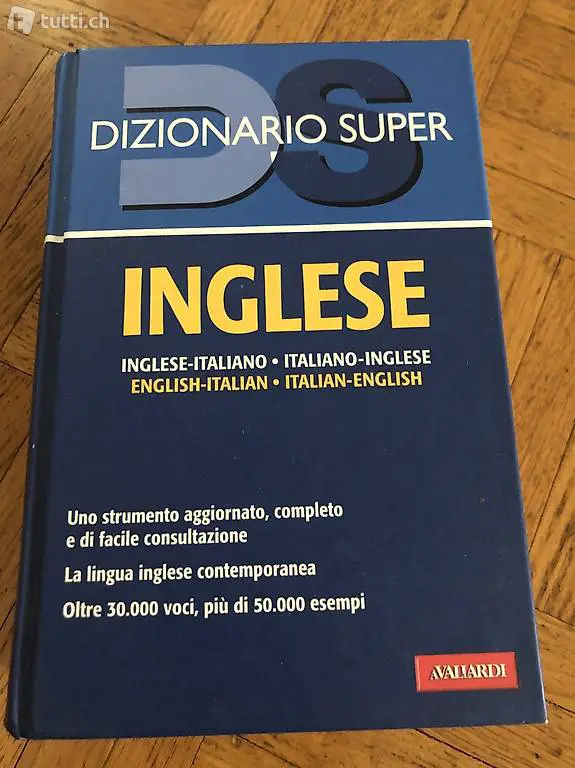 tutti.ch
DS
DIZIONARIO SUPER
INGLESE
INGLESE-ITALIANO • ITALIANO-INGLESE
ENGLISH-ITALIAN • ITALIAN-ENGLISH
Uno strumento aggiornato, completo
e di facile consultazione
La lingua inglese contemporanea
Oltre 30.000 voci, più di 50.000 esempi
A.VALLARDI